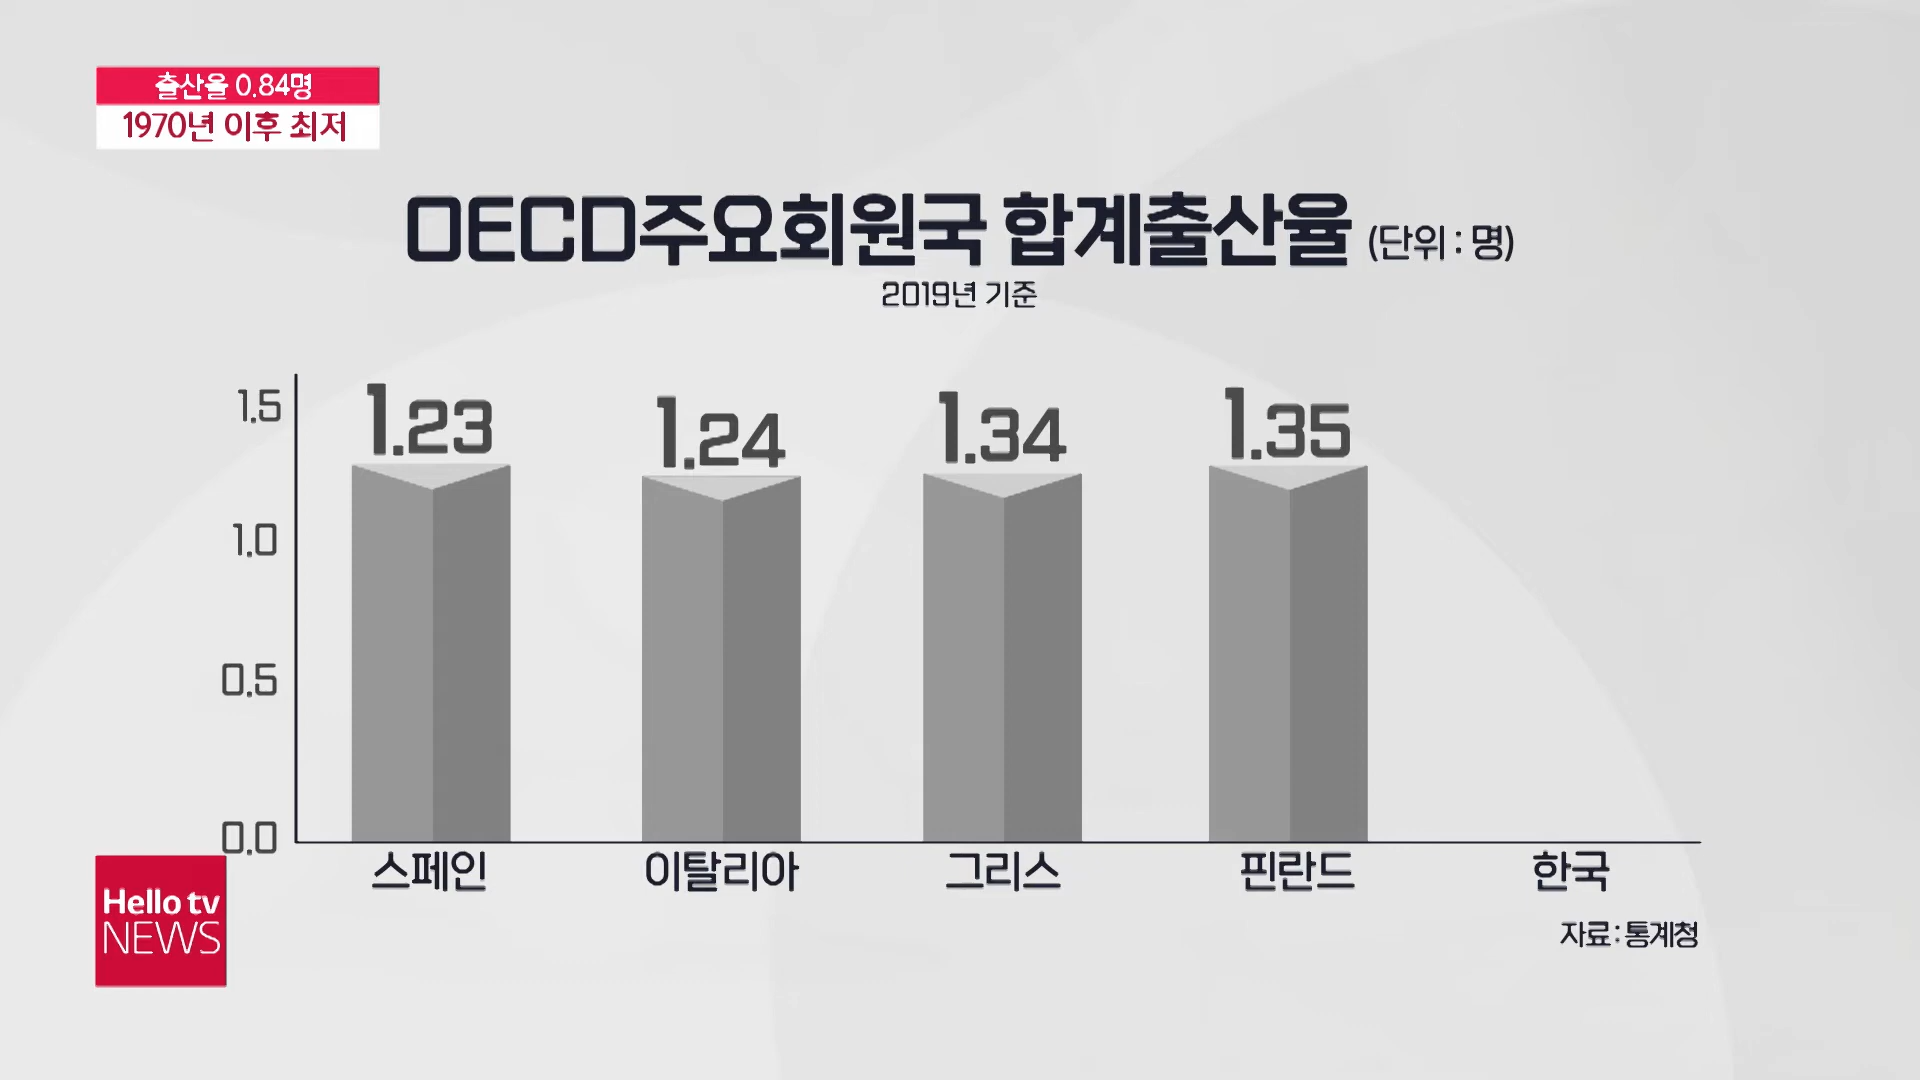 출산율 0.84명
1970년 이후 최저
OECD주요회원국 합계출산율 (단위 : 명)
2019년 기준
1.5
1.0
0.5
0.0
1.23
1.24
1.34
1.35
스페인
이탈리아
그리스
핀란드
한국
자료 : 통계청
Hello tv
NEWS